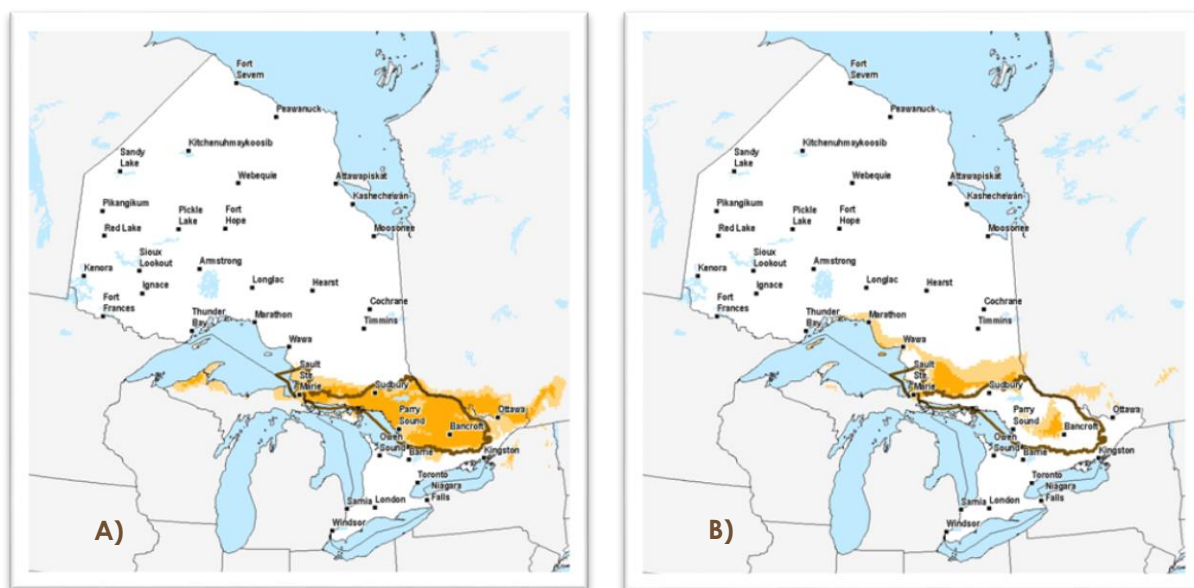 Fort
Severn
Peawanuck
Kitchenuhmaykoosib
Sandy
Lake
Webequie
Attawapiskat
Kashechewan
Pikangikum
Pickle
Lake
Fort
Hope
Red Lake
Moosonee
Sioux
Lookout
Armstrong
Kenora
Ignace
Longlac
Hearst
Fort
Frances
Cochrane
Timmins
Thunder
Bay
Marathon
Wawa
Sault
Ste
Marie
Sudbury
Parry
Sound
Ottawa
Bancroft
Owen
Sound
Barrie
Kingston
Toronto
Niagara
Falls
Sarnia
London
Windsor
A)
Fort
Severn
Peawanuck
Kitchenuhmaykoosib
Sandy
Lake
Webequie
Attawapiskat
Kashechewan
Pikangikum
Pickle
Lake
Fort
Hope
Red Lake
Moosonee
Sioux
Lookout
Armstrong
Kenora
Ignace
Longlac
Hearst
Fort
Frances
Cochrane
Timmins
Thunder
Bay
Marathon
Wawa
Sault
Ste
Marie
Sudbury
Parry
Sound
Ottawa
Bancroft
Owen
Sound
Barrie
Kingston
Toronto
Niagara
Falls
Sarnia
London
Windsor
B)